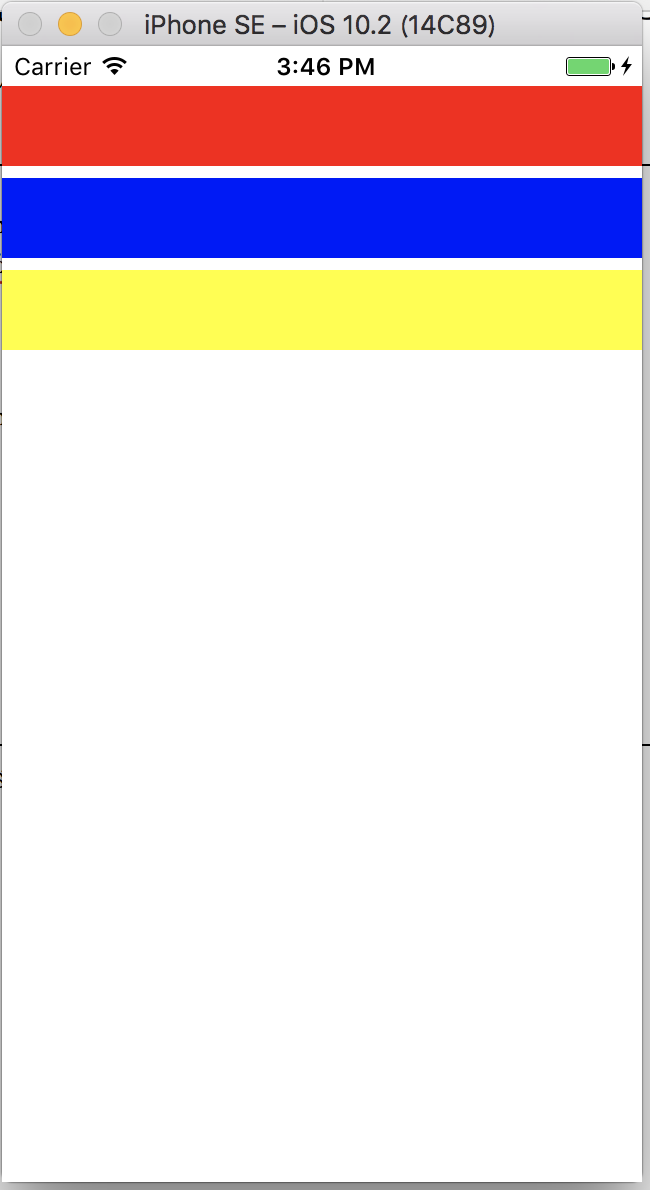 iPhone SE – iOS 10.2 (14C89)
Carrier 3:46 PM